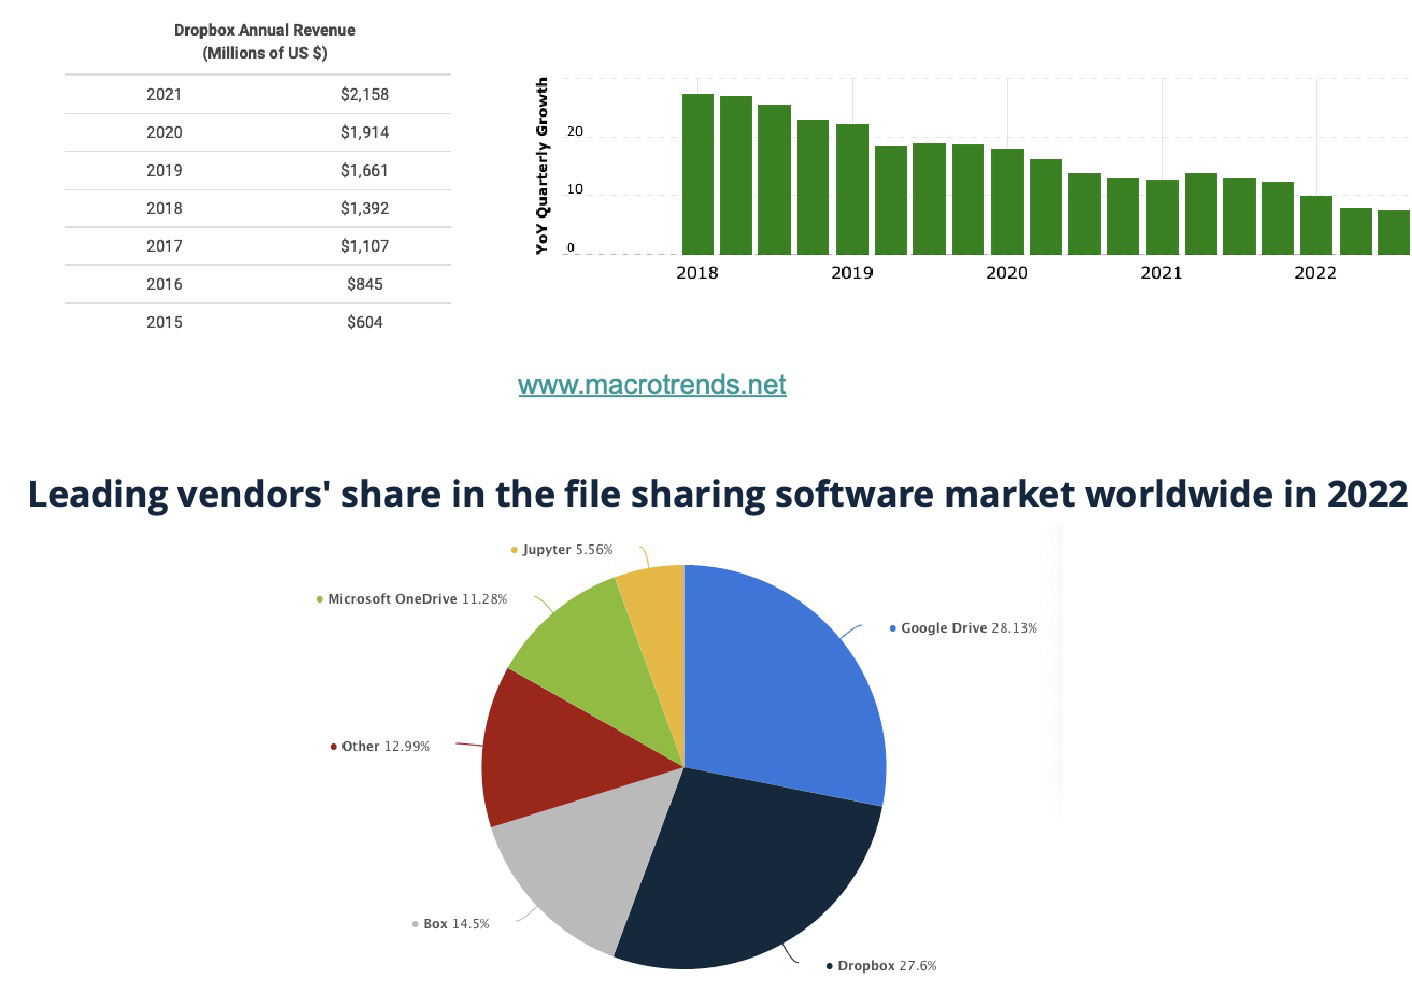 Dropbox Annual Revenue
(Millions of US $)
2021 $2,158
2020 $1,914
2019 $1,661
2018 $1,392
2017 $1,107
2016 $845
2015 $604
YoY Quarterly Growth
20
10
0
2018 2019 2020 2021 2022
www.macrotrends.net
Leading vendors' share in the file sharing software market worldwide in 2022
Jupyter 5.56%
Microsoft OneDrive 11.28%
Google Drive 28.13%
Other 12.99%
Box 14.5%
Dropbox 27.6%